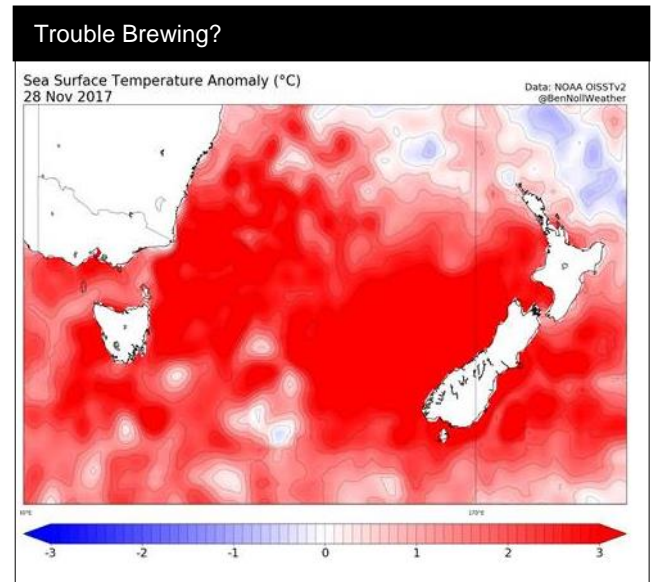 Trouble Brewing?
Sea Surface Temperature Anomaly (°C)
28 Nov 2017
Data: NOAA OISSTv2
@BenNollWeather
170°E
-3 -2 -1 0 1 2 3